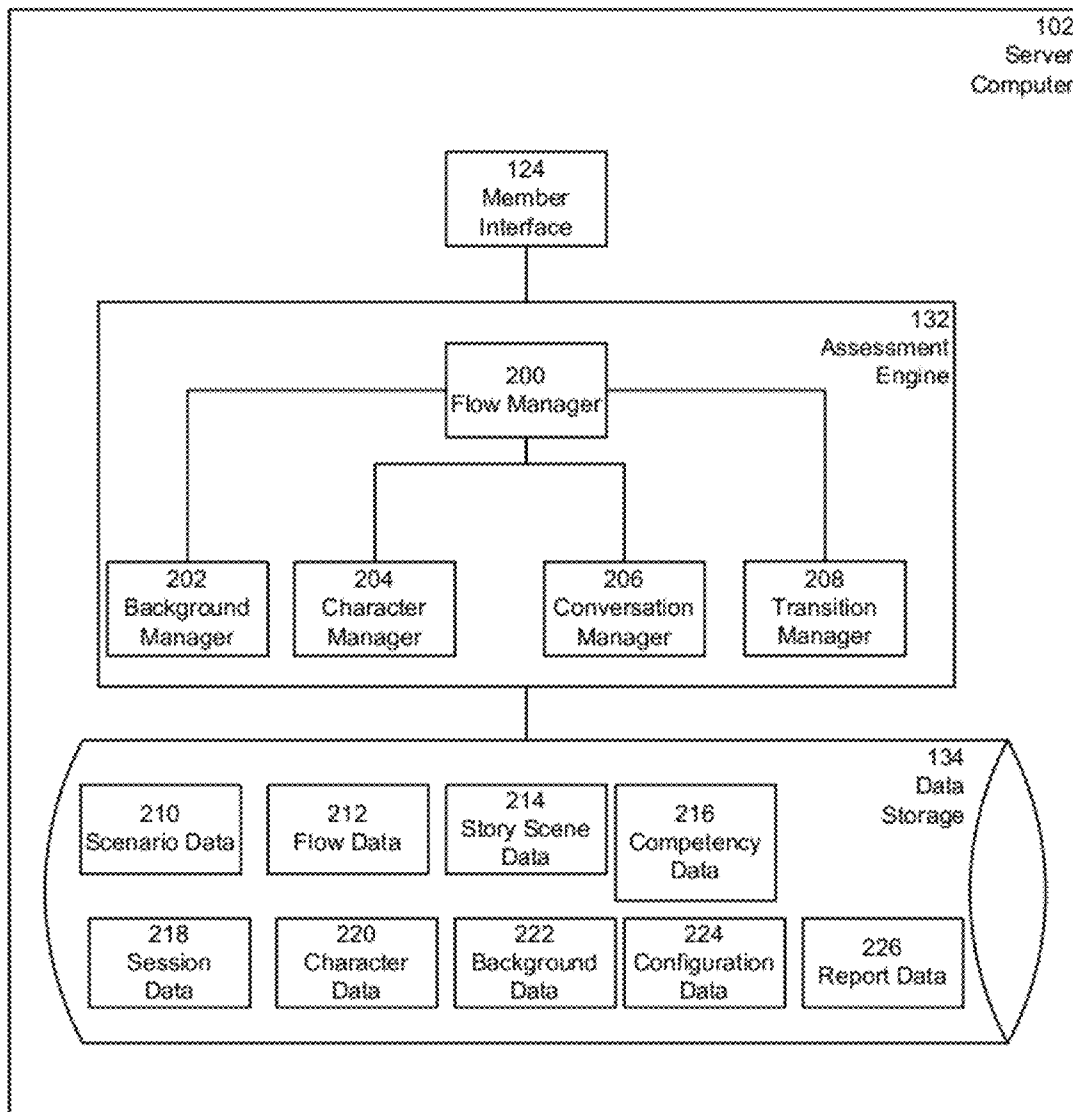 102
Server
Computer
124
Member
Interface
132
Assessment
Engine
200
Flow Manager
202
Background
Manager
204
Character
Manager
206
Conversation
Manager
208
Transition
Manager
134
Data
Storage
210
Scenario Data
212
Flow Data
214
Story Scene
Data
216
Competency
Data
218
Session
Data
220
Character
Data
222
Background
Data
224
Configuration
Data
226
Report Data